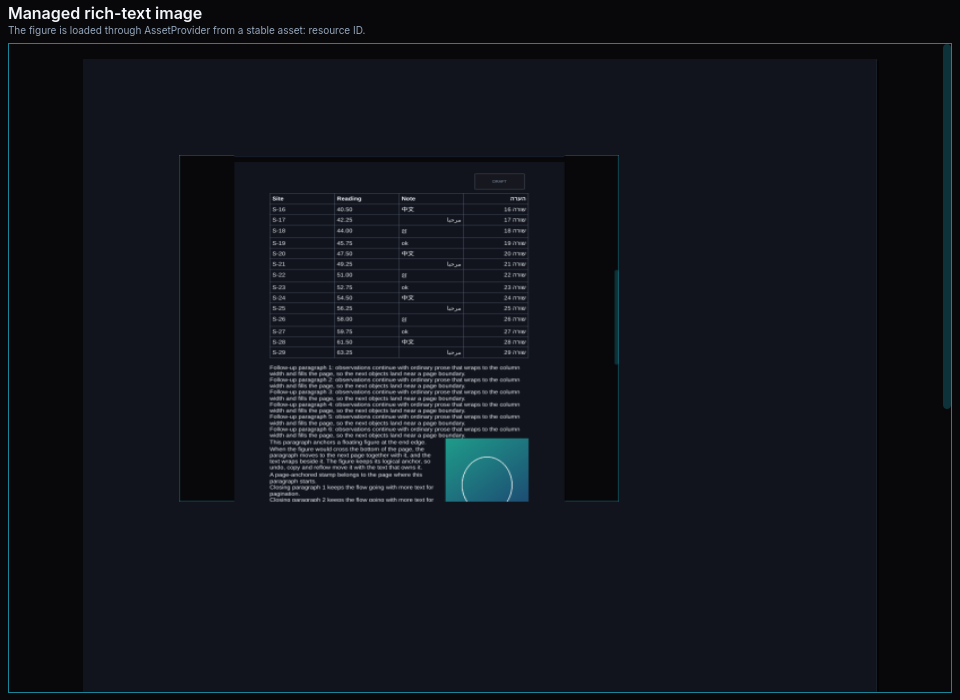 Managed rich-text image
The figure is loaded through AssetProvider from a stable asset: resource ID.
Site Reading Note הערה
S-16 40.50 中文 שורה 16
S-17 42.25 مرحبا שורה 17
S-18 44.00 שורה 18
S-19 45.75 ok שורה 19
S-20 47.50 中文 שורה 20
S-21 49.25 مرحبا שורה 21
S-22 51.00 שורה 22
S-23 52.75 ok שורה 23
S-24 54.50 中文 שורה 24
S-25 56.25 مرحبا שורה 25
S-26 58.00 שורה 26
S-27 59.75 ok שורה 27
S-28 61.50 中文 שורה 28
S-29 63.25 مرحبا שורה 29
Follow-up paragraph 1: observations continue with ordinary prose that wraps to the column
width and fills the page, so the next objects land near a page boundary.
Follow-up paragraph 2: observations continue with ordinary prose that wraps to the column
width and fills the page, so the next objects land near a page boundary.
Follow-up paragraph 3: observations continue with ordinary prose that wraps to the column
width and fills the page, so the next objects land near a page boundary.
Follow-up paragraph 4: observations continue with ordinary prose that wraps to the column
width and fills the page, so the next objects land near a page boundary.
Follow-up paragraph 5: observations continue with ordinary prose that wraps to the column
width and fills the page, so the next objects land near a page boundary.
Follow-up paragraph 6: observations continue with ordinary prose that wraps to the column
width and fills the page, so the next objects land near a page boundary.
This paragraph anchors a floating figure at the end edge.
When the figure would cross the bottom of the page, the
paragraph moves to the next page together with it, and the
text wraps beside it. The figure keeps its logical anchor, so
undo, copy and reflow move it with the text that owns it.
A page-anchored stamp belongs to the page where this
paragraph starts.
Closing paragraph 1 keeps the flow going with more text for
pagination.
Closing paragraph 2 keeps the flow going with more text for